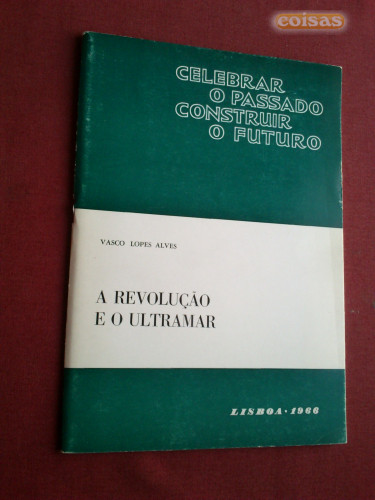 coisas
CELEBRAR
O PASSADO
CONSTRUIR
O FUTURO
VASCO LOPES ALVES
A REVOLUÇÃO
E O ULTRAMAR
LISBOA · 1966